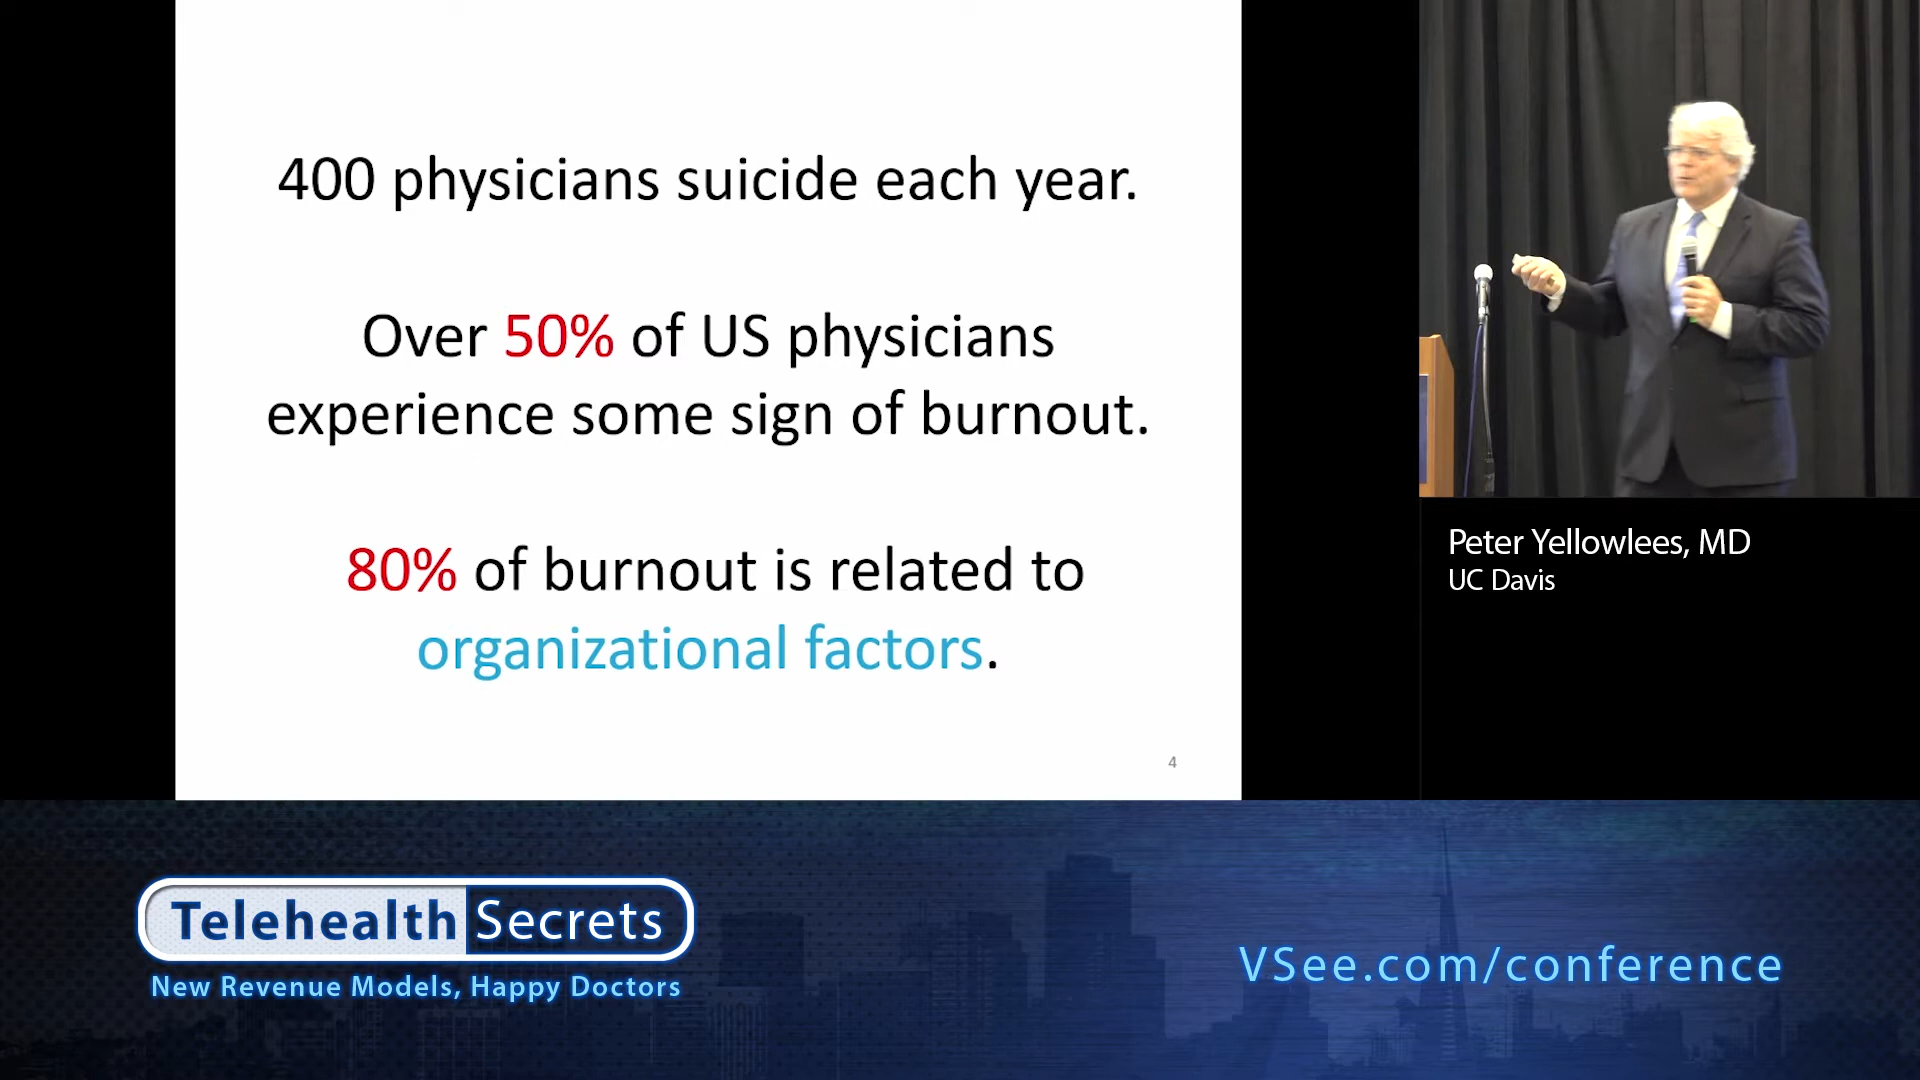 400 physicians suicide each year.
Over 50% of US physicians
experience some sign of burnout.
80% of burnout is related to
organizational factors.
4
Peter Yellowlees, MD
UC Davis
Telehealth Secrets
New Revenue Models, Happy Doctors
VSee.com/conference